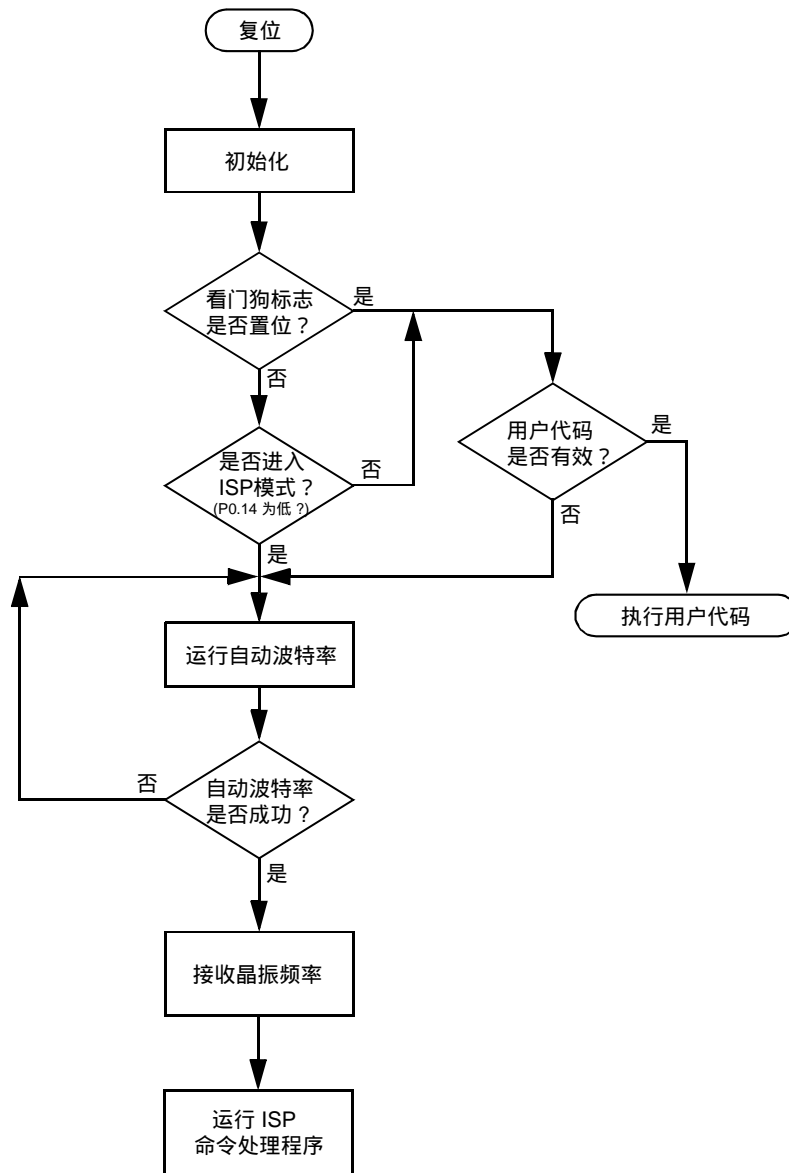 复位
初始化
看门狗标志
是否置位？
是
否
是否进入
ISP模式？
(P0.14 为低 ?)
否
是
用户代码
是否有效？
是
否
执行用户代码
运行自动波特率
自动波特率
是否成功？
否
是
接收晶振频率
运行 ISP
命令处理程序